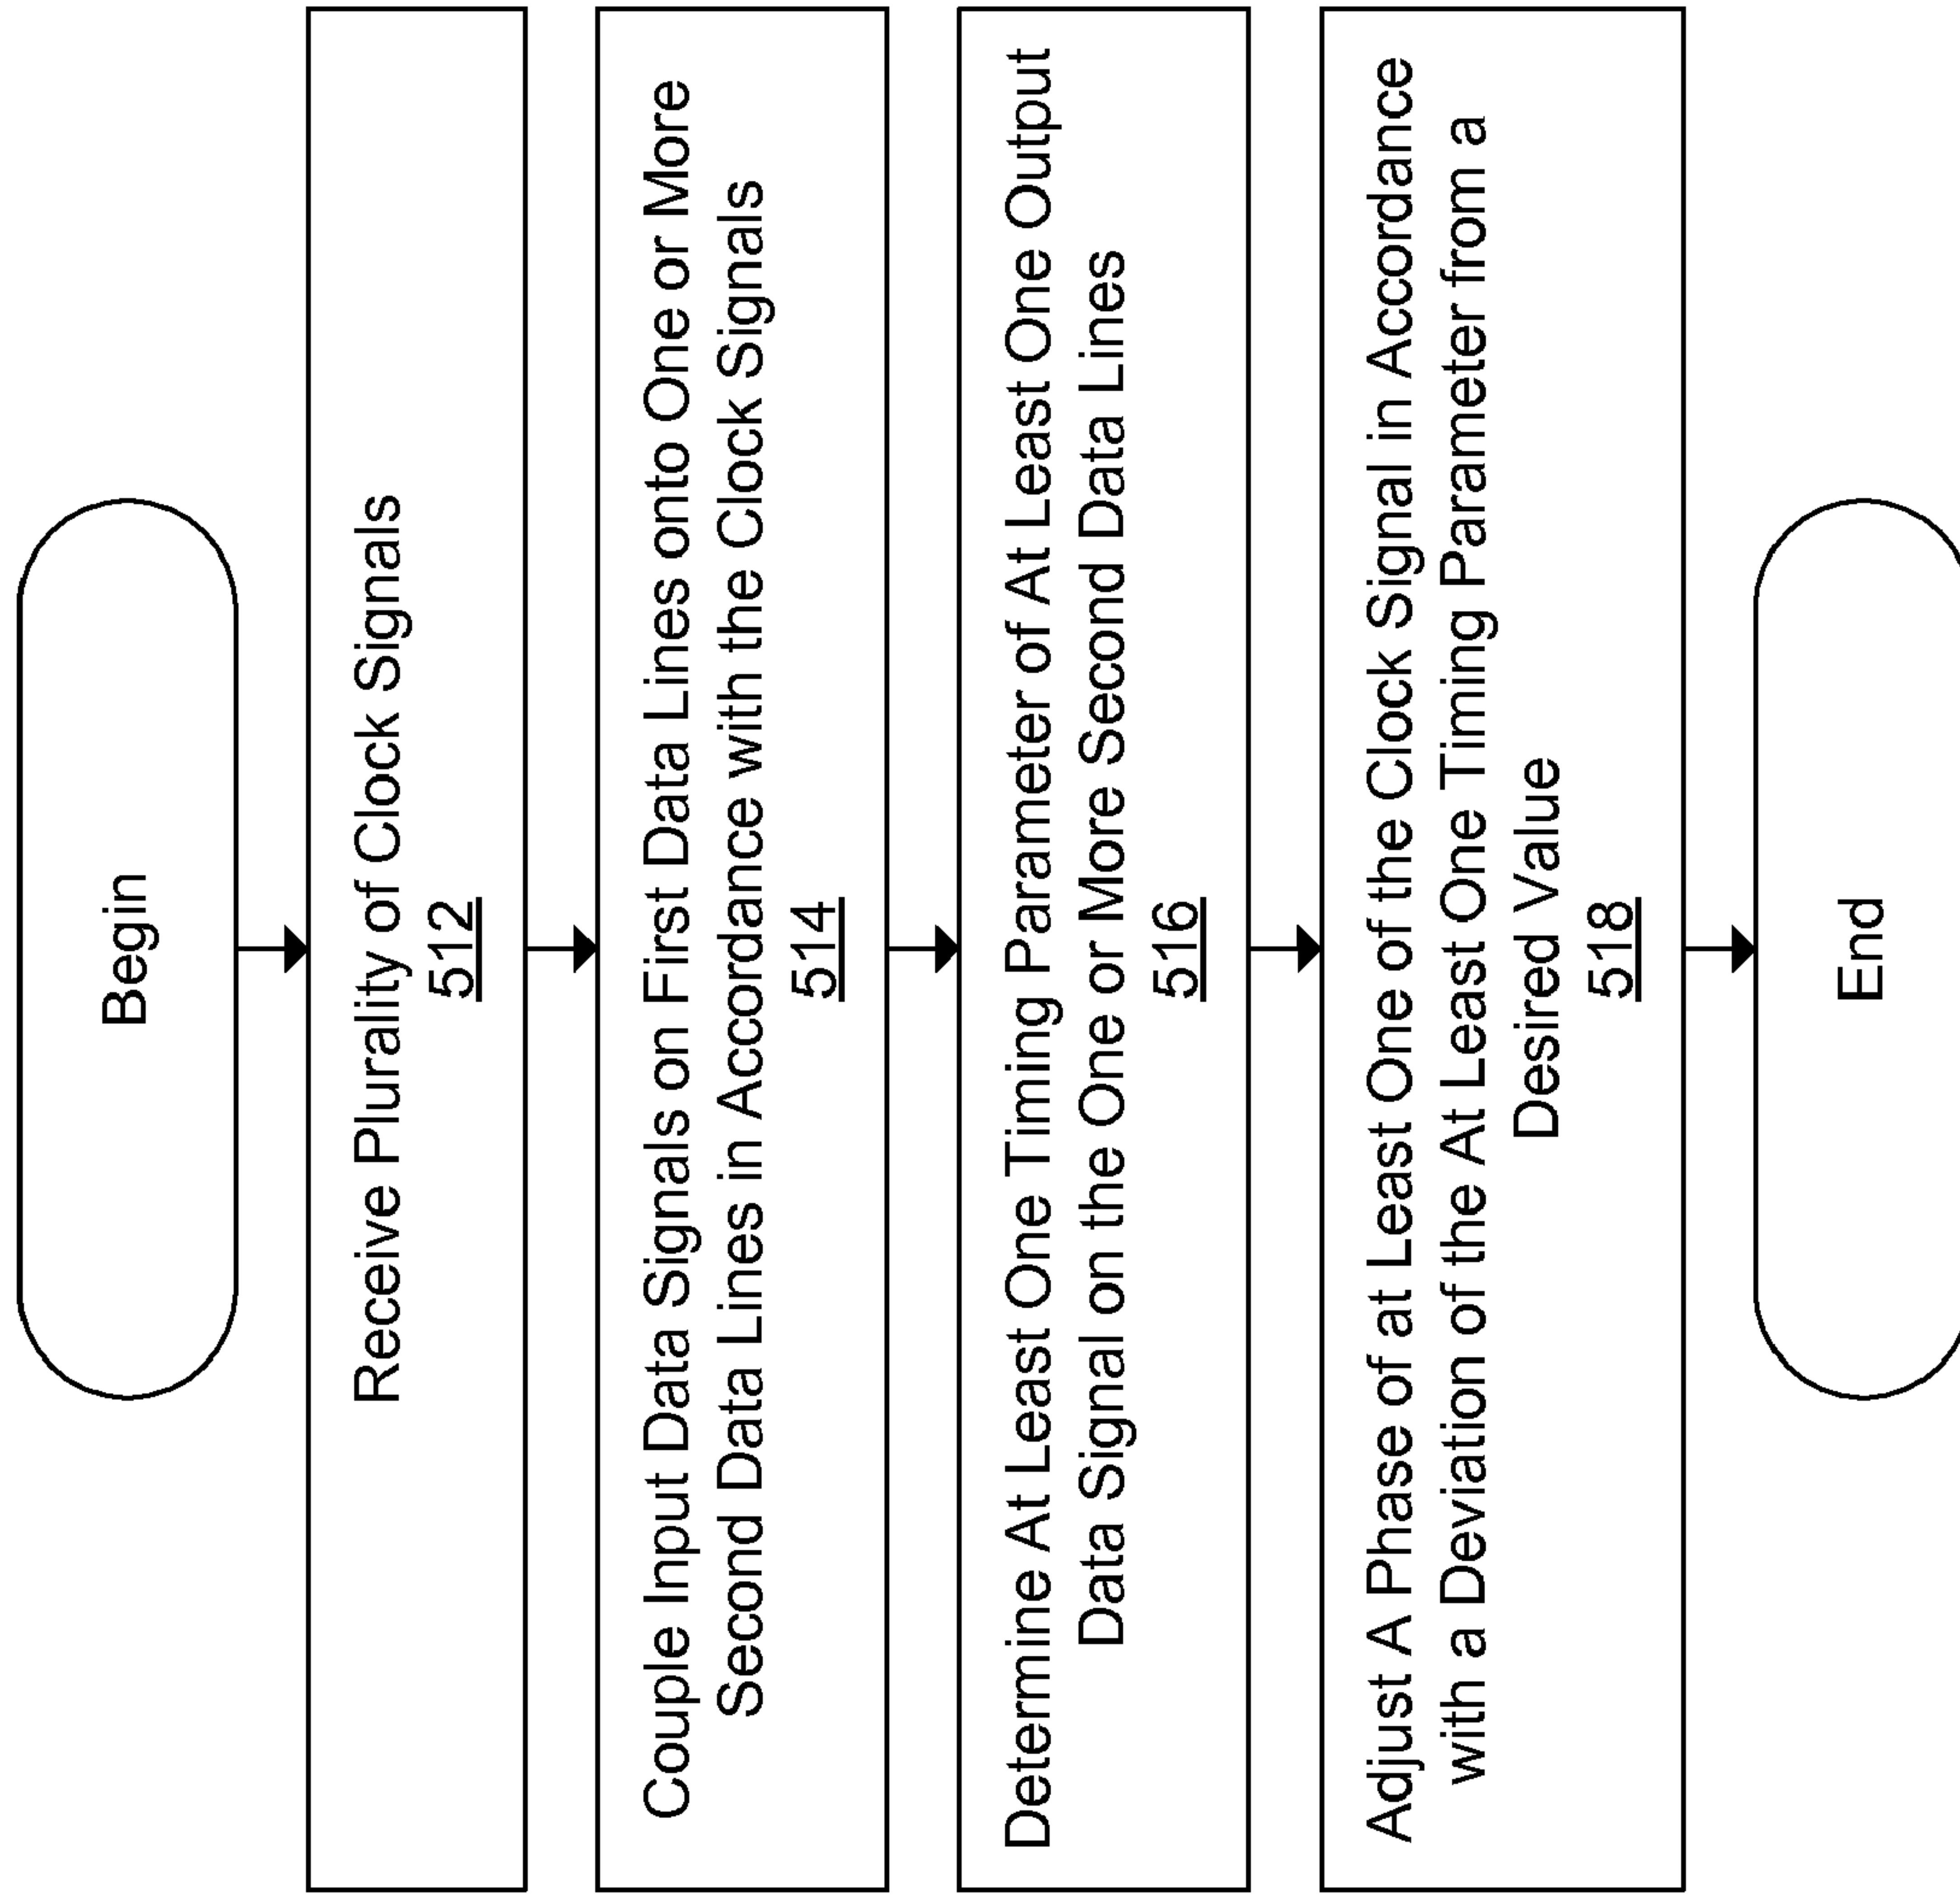 Begin
Receive Plurality of Clock Signals
512
Couple Input Data Signals on First Data Lines onto One or More
Second Data Lines in Accordance with the Clock Signals
514
Determine At Least One Timing Parameter of At Least One Output
Data Signal on the One or More Second Data Lines
516
Adjust A Phase of at Least One of the Clock Signal in Accordance
with a Deviation of the At Least One Timing Parameter from a
Desired Value
518
End